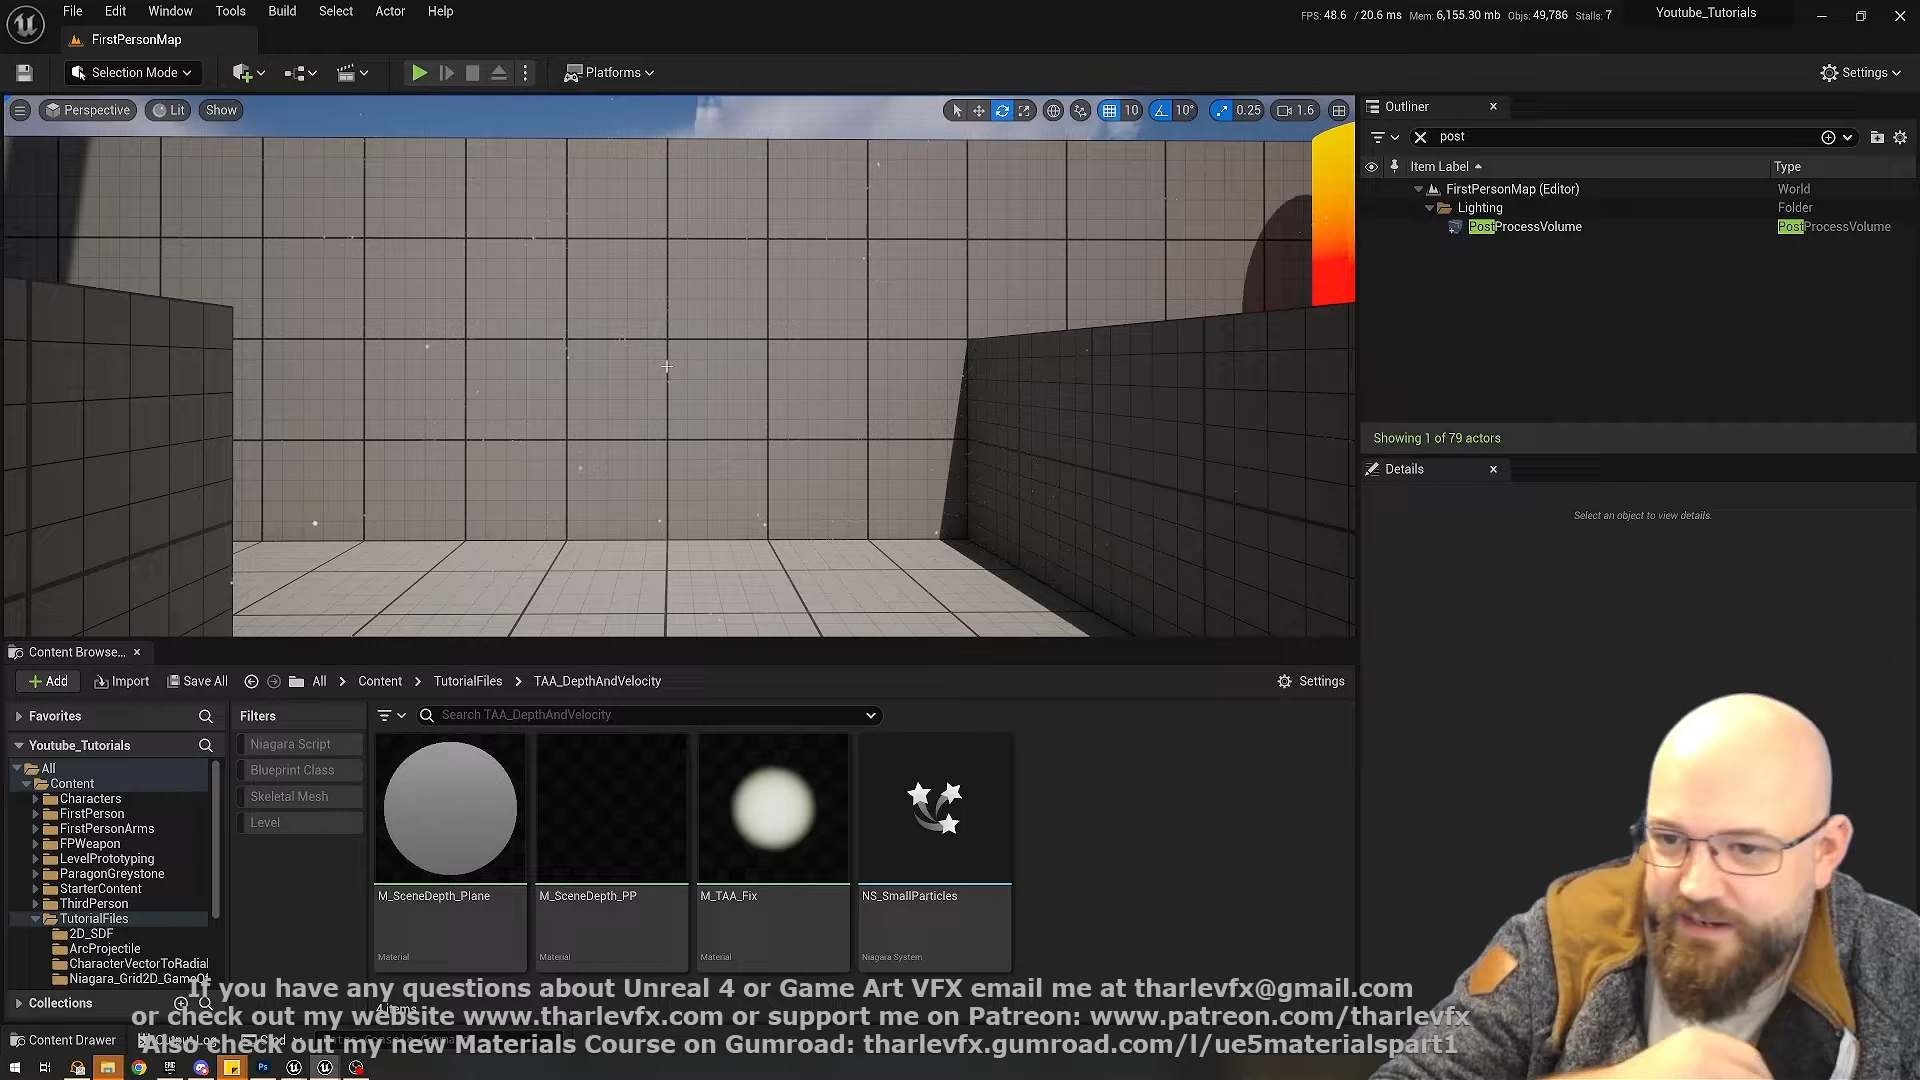 File Edit Window Tools Build Select Actor Help
FPS: 48.6 / 20.6 ms Mem: 6,155.30 mb Objs: 49,786 Stalls: 7 Youtube_Tutorials
FirstPersonMap
Selection Mode
Platforms
Settings
Perspective Lit Show
10 10° 0.25 1.6
Outliner
post
Item Label Type
FirstPersonMap (Editor) World
Lighting Folder
PostProcessVolume PostProcessVolume
Showing 1 of 79 actors
Details
Select an object to view details.
Content Browse...
Add Import Save All All Content TutorialFiles TAA_DepthAndVelocity Settings
Favorites
Youtube_Tutorials
All
Content
Characters
FirstPerson
FirstPersonArms
FPWeapon
LevelPrototyping
ParagonGreystone
StarterContent
ThirdPerson
TutorialFiles
2D_SDF
ArcProjectile
CharacterVectorToRadial
Collections
Filters
Niagara Script
Blueprint Class
Skeletal Mesh
Level
Search TAA_DepthAndVelocity
M_SceneDepth_Plane
Material
M_SceneDepth_PP
Material
M_TAA_Fix
Material
NS_SmallParticles
Niagara System
4 items
If you have any questions about Unreal 4 or Game Art VFX email me at tharlevfx@gmail.com
or check out my website www.tharlevfx.com or support me on Patreon: www.patreon.com/tharlevfx
Also check out my new Materials Course on Gumroad: tharlevfx.gumroad.com/l/ue5materialspart1
Content Drawer